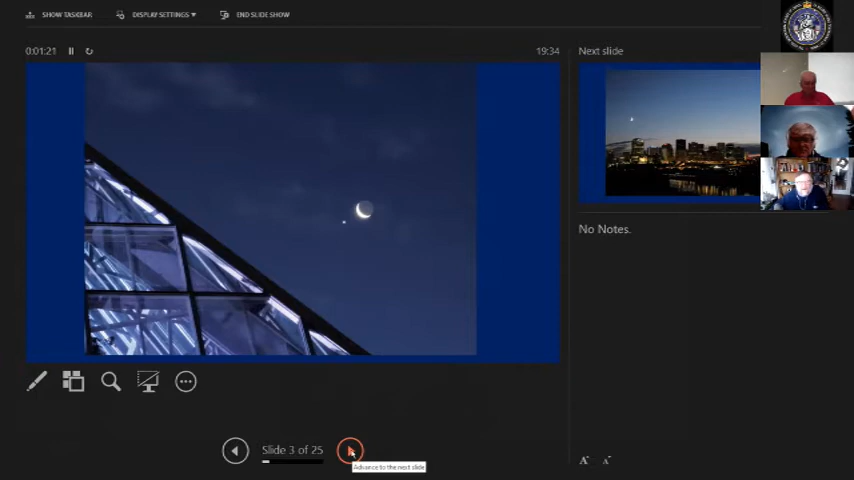 SHOW TASKBAR
DISPLAY SETTINGS ▼
END SLIDE SHOW
0:01:21
19:34
Next slide
No Notes.
Slide 3 of 25
Advance to the next slide
A
A